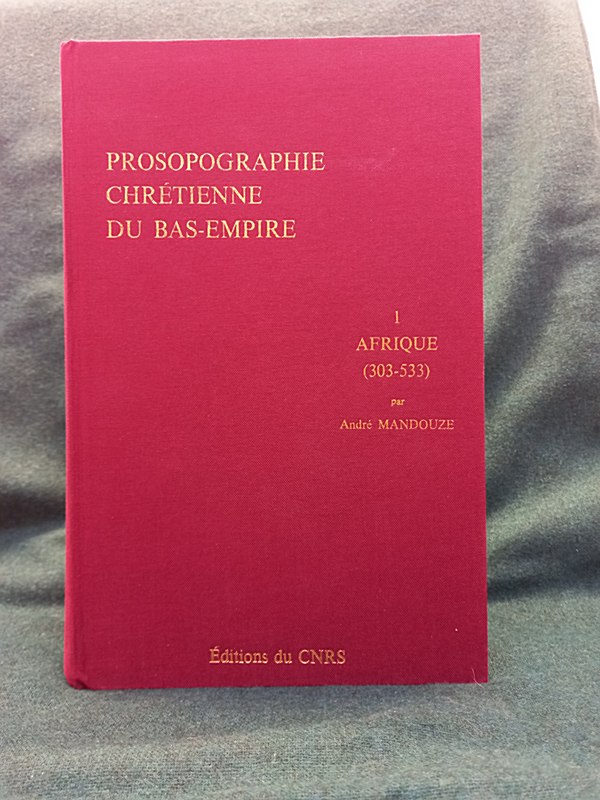 PROSOPOGRAPHIE
CHRÉTIENNE
DU BAS-EMPIRE
1
AFRIQUE
(303-533)
par
André MANDOUZE
Éditions du CNRS